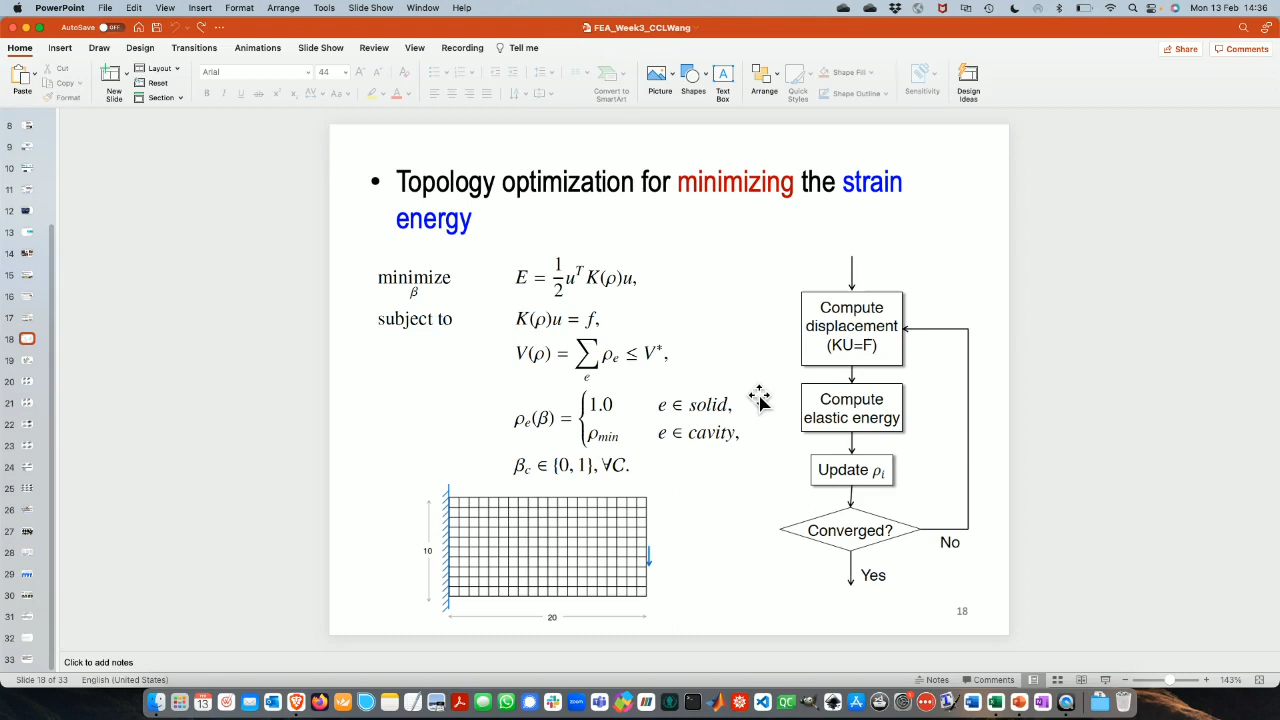 PowerPoint File Edit View Insert Format Arrange Tools Slide Show Window Help Mon 13 Feb 14:36
AutoSave OFF FEA_Week3_CCLWang
Home Insert Draw Design Transitions Animations Slide Show Review View Recording Tell me Share Comments
Paste Cut Copy Format New Slide Layout Reset Section Arial 44 Convert to SmartArt Picture Shapes Text Box Arrange Quick Styles Shape Fill Shape Outline Sensitivity Design Ideas
• Topology optimization for minimizing the strain
energy
minimize E = 1/2 u^T K(ρ)u,
β
subject to K(ρ)u = f,
V(ρ) = ∑ ρ_e ≤ V*,
e
ρ_e(β) = { 1.0 e ∈ solid,
ρ_min e ∈ cavity,
β_c ∈ {0, 1}, ∀C.
10
20
Compute
displacement
(KU=F)
Compute
elastic energy
Update ρ_i
Converged?
No
Yes
18
8
9
10
11
12
13
14
15
16
17
18
19
20
21
22
23
24
25
26
27
28
29
30
31
32
33
Click to add notes
Slide 18 of 33 English (United States) Notes Comments 143%